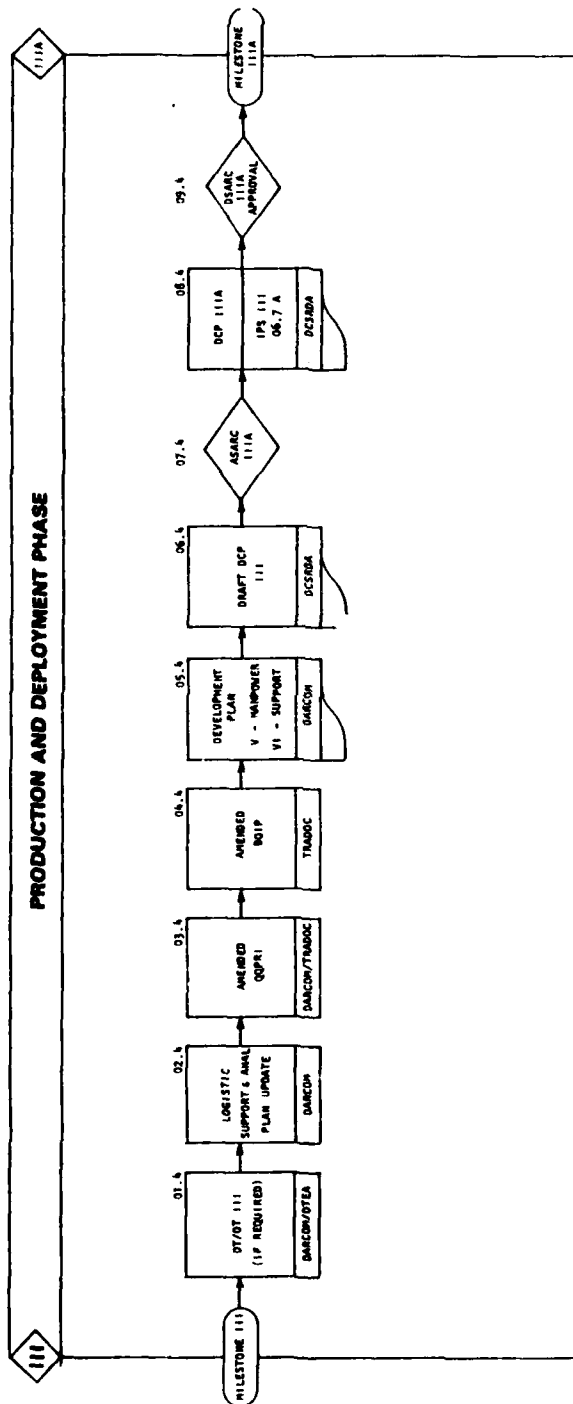 PRODUCTION AND DEPLOYMENT PHASE
III
IIIA
MILESTONE III
01.4
OT/OT III
(IF REQUIRED)
DARCOM/OTEA
02.4
LOGISTIC
SUPPORT & ANAL
PLAN UPDATE
DARCOM
03.4
AMENDED
QQPRI
DARCOM/TRADOC
04.4
AMENDED
BOIP
TRADOC
05.4
DEVELOPMENT
PLAN
V - MANPOWER
VI - SUPPORT
DARCOM
06.4
DRAFT DCP
III
DCSRDA
07.4
ASARC
IIIA
08.4
DCP IIIA
IPS III
06.7 A
DCSRDA
09.4
DSARC
IIIA
APPROVAL
MILESTONE
IIIA